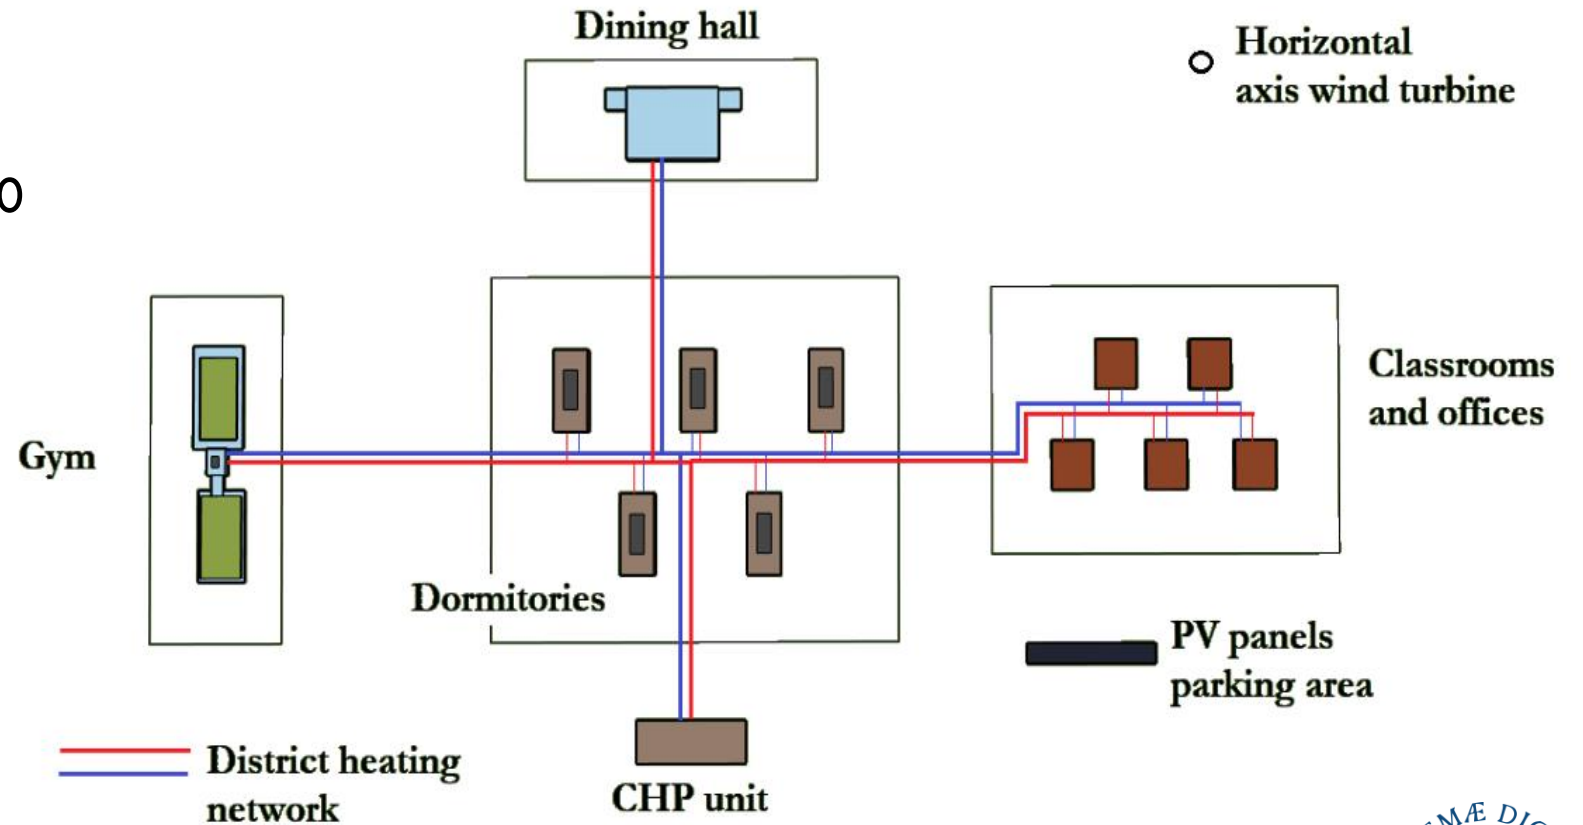 Dining hall
Horizontal
axis wind turbine
Classrooms
and offices
Gym
Dormitories
PV panels
parking area
District heating
network
CHP unit